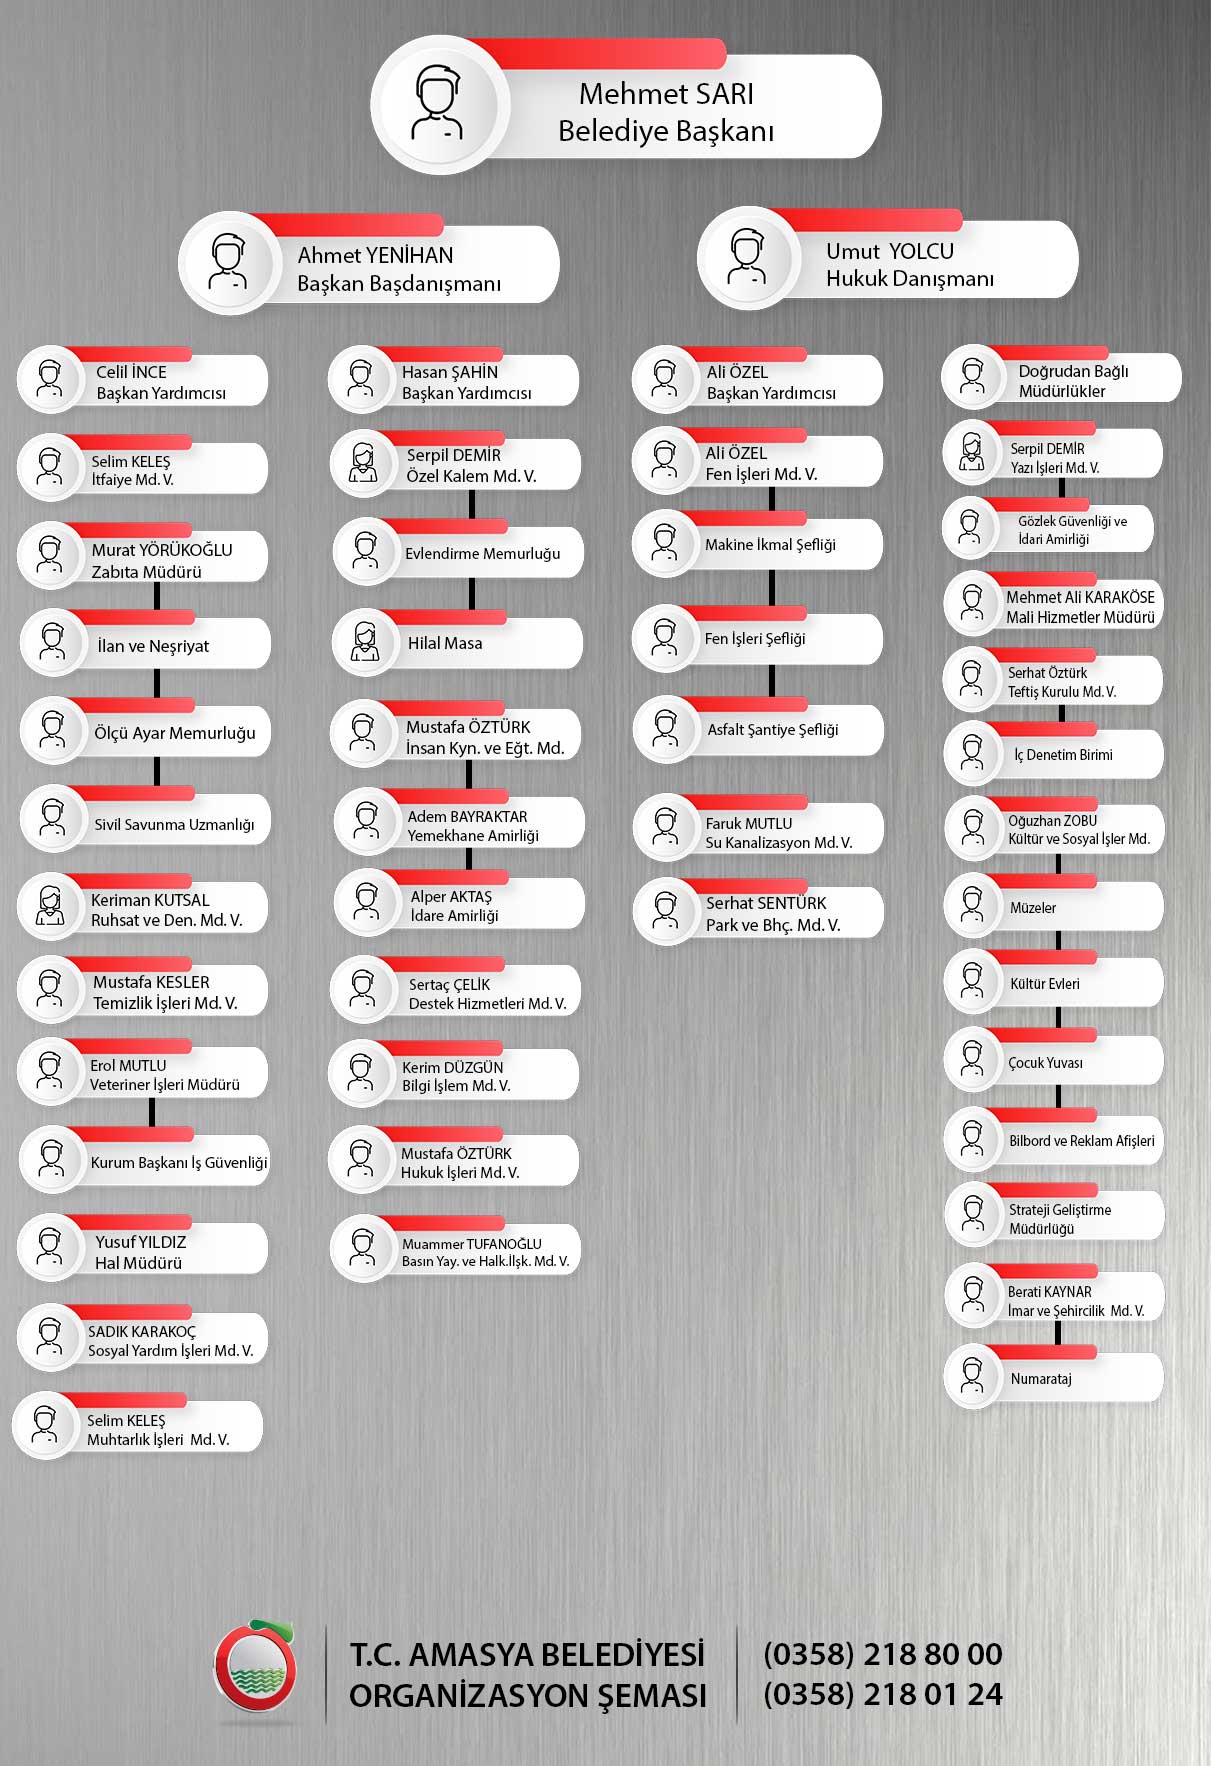 Mehmet SARI
Belediye Başkanı
Ahmet YENİHAN
Başkan Başdanışmanı
Umut YOLCU
Hukuk Danışmanı
Celil İNCE
Başkan Yardımcısı
Selim KELEŞ
İtfaiye Md. V.
Murat YÖRÜKOĞLU
Zabıta Müdürü
İlan ve Neşriyat
Ölçü Ayar Memurluğu
Sivil Savunma Uzmanlığı
Keriman KUTSAL
Ruhsat ve Den. Md. V.
Mustafa KESLER
Temizlik İşleri Md. V.
Erol MUTLU
Veteriner İşleri Müdürü
Kurum Başkanı İş Güvenliği
Yusuf YILDIZ
Hal Müdürü
SADIK KARAKOÇ
Sosyal Yardım İşleri Md. V.
Selim KELEŞ
Muhtarlık İşleri Md. V.
Hasan ŞAHİN
Başkan Yardımcısı
Serpil DEMİR
Özel Kalem Md. V.
Evlendirme Memurluğu
Hilal Masa
Mustafa ÖZTÜRK
İnsan Kyn. ve Eğt. Md.
Adem BAYRAKTAR
Yemekhane Amirliği
Alper AKTAŞ
İdare Amirliği
Sertaç ÇELİK
Destek Hizmetleri Md. V.
Kerim DÜZGÜN
Bilgi İşlem Md. V.
Mustafa ÖZTÜRK
Hukuk İşleri Md. V.
Muammer TUFANOĞLU
Basın Yay. ve Halk.İlşk. Md. V.
Ali ÖZEL
Başkan Yardımcısı
Ali ÖZEL
Fen İşleri Md. V.
Makine İkmal Şefliği
Fen İşleri Şefliği
Asfalt Şantiye Şefliği
Faruk MUTLU
Su Kanalizasyon Md. V.
Serhat SENTÜRK
Park ve Bhç. Md. V.
Doğrudan Bağlı
Müdürlükler
Serpil DEMİR
Yazı İşleri Md. V.
Gözlek Güvenliği ve
İdari Amirliği
Mehmet Ali KARAKÖSE
Mali Hizmetler Müdürü
Serhat Öztürk
Teftiş Kurulu Md. V.
İç Denetim Birimi
Oğuzhan ZOBU
Kültür ve Sosyal İşler Md.
Müzeler
Kültür Evleri
Çocuk Yuvası
Bilbord ve Reklam Afişleri
Strateji Geliştirme
Müdürlüğü
Berati KAYNAR
İmar ve Şehircilik Md. V.
Numarataj
T.C. AMASYA BELEDİYESİ
ORGANİZASYON ŞEMASI
(0358) 218 80 00
(0358) 218 01 24